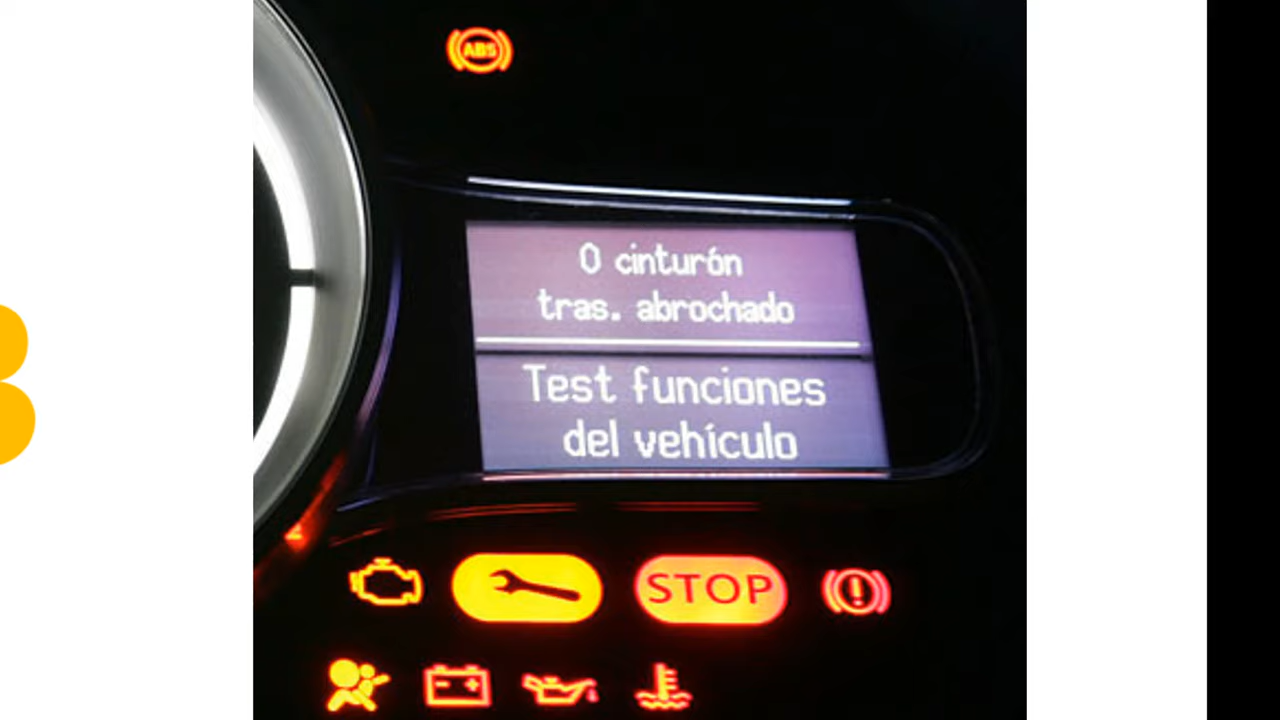 ABS
0 cinturón
tras. abrochado
Test funciones
del vehículo
STOP